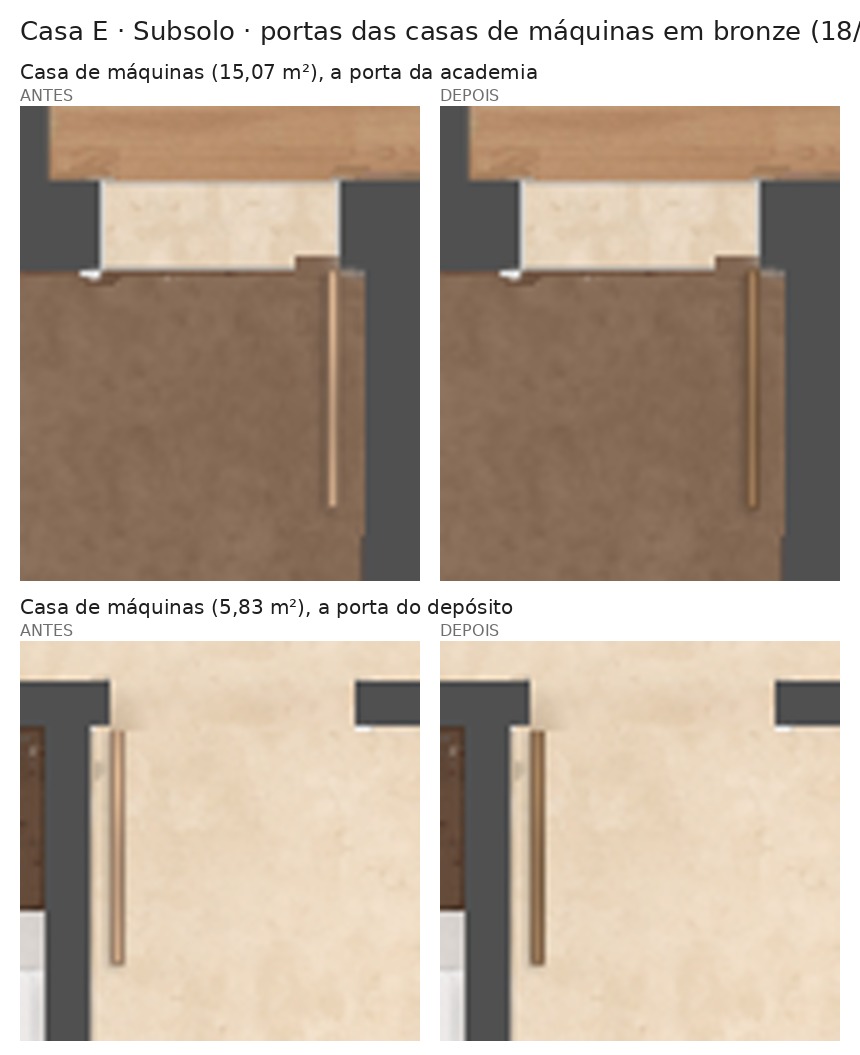 Casa E · Subsolo · portas das casas de máquinas em bronze (18/
Casa de máquinas (15,07 m²), a porta da academia
ANTES DEPOIS
Casa de máquinas (5,83 m²), a porta do depósito
ANTES DEPOIS